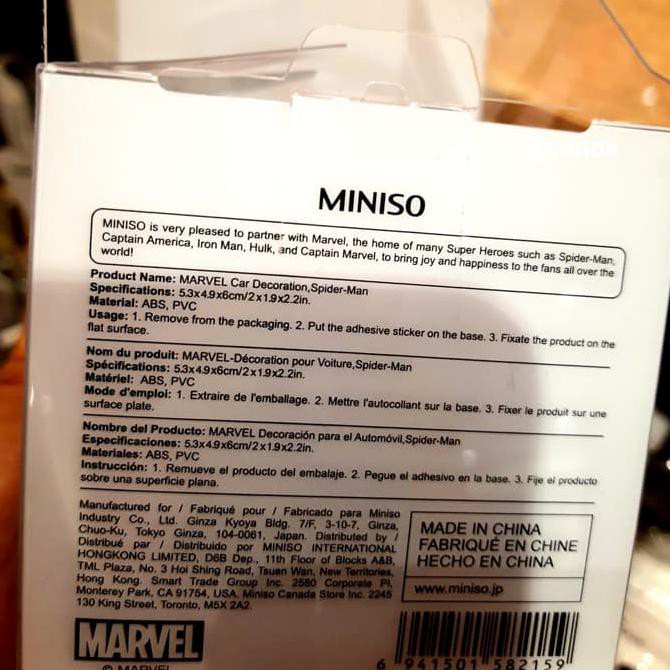 MINISO
MINISO is very pleased to partner with Marvel, the home of many Super Heroes such as Spider-Man,
Captain America, Iron Man, Hulk, and Captain Marvel, to bring joy and happiness to the fans all over the
world!
Product Name: MARVEL Car Decoration,Spider-Man
Specifications: 5.3x4.9x6cm/2x1.9x2.2in.
Material: ABS, PVC
Usage: 1. Remove from the packaging. 2. Put the adhesive sticker on the base. 3. Fixate the product on the
flat surface.
Nom du produit: MARVEL-Décoration pour Voiture,Spider-Man
Spécifications: 5.3x4.9x6cm/2x1.9x2.2in.
Matériel: ABS, PVC
Mode d'emploi: 1. Extraire de l'emballage. 2. Mettre l'autocollant sur la base. 3. Fixer le produit sur une
surface plate.
Nombre del Producto: MARVEL Decoración para el Automóvil,Spider-Man
Especificaciones: 5.3x4.9x6cm/2x1.9x2.2in.
Materiales: ABS, PVC
Instrucción: 1. Remueve el producto del embalaje. 2. Pegue el adhesivo en la base. 3. Fije el producto
sobre una superficie plana.
Manufactured for / Fabriqué pour / Fabricado para Miniso
Industry Co., Ltd. Ginza Kyoya Bldg. 7/F, 3-10-7, Ginza,
Chuo-Ku, Tokyo Ginza, 104-0061, Japan. Distributed by /
Distribué par / Distribuido por MINISO INTERNATIONAL
HONGKONG LIMITED, D6B Dep., 11th Floor of Blocks A&B,
TML Plaza, No. 3 Hoi Shing Road, Tsuen Wan, New Territories,
Hong Kong. Smart Trade Group Inc. 2580 Corporate Pl,
Monterey Park, CA 91754, USA. Miniso Canada Store Inc. 2245
130 King Street, Toronto, M5X 2A2.
MADE IN CHINA
FABRIQUÉ EN CHINE
HECHO EN CHINA
www.miniso.jp
MARVEL
© MARVEL
6 941501 582159